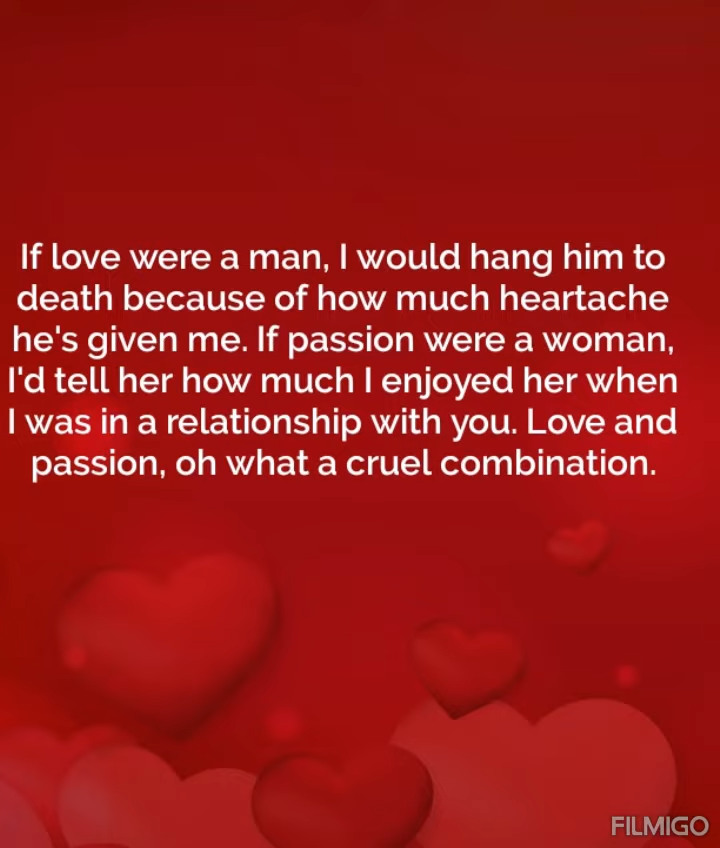 If love were a man, I would hang him to
death because of how much heartache
he's given me. If passion were a woman,
I'd tell her how much I enjoyed her when
I was in a relationship with you. Love and
passion, oh what a cruel combination.
FILMIGO